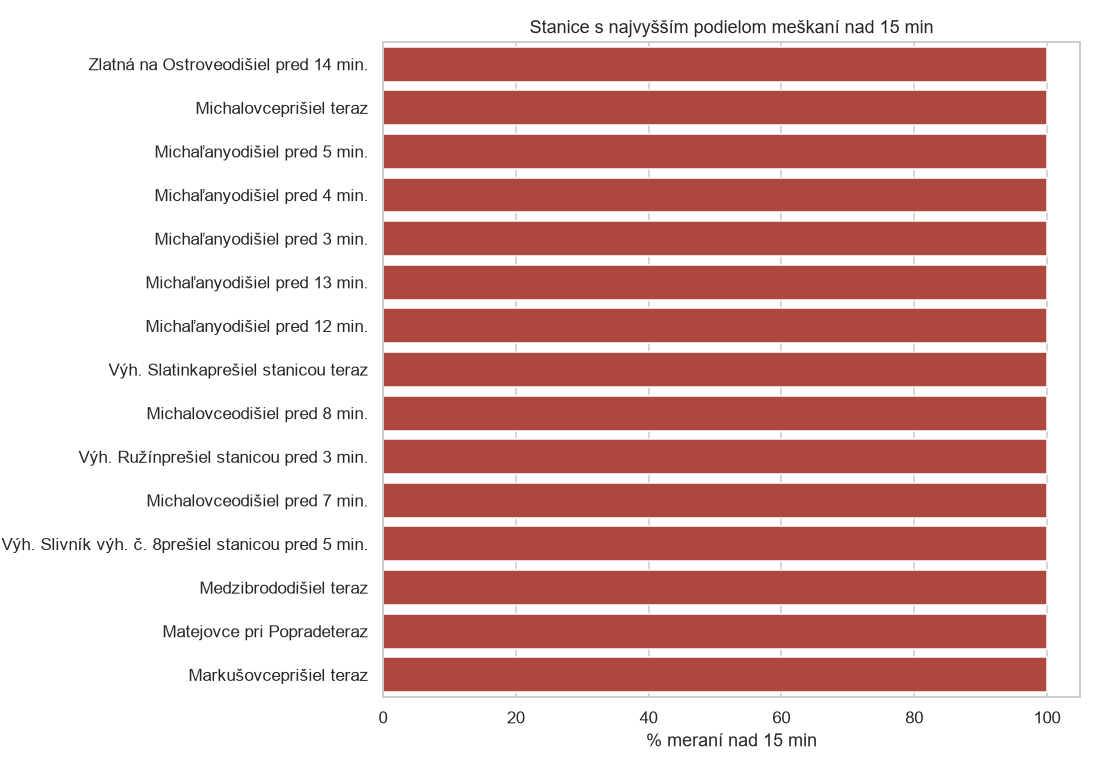 Stanice s najvyšším podielom meškaní nad 15 min
Zlatná na Ostroveodišiel pred 14 min.
Michalovceprišiel teraz
Michaľanyodišiel pred 5 min.
Michaľanyodišiel pred 4 min.
Michaľanyodišiel pred 3 min.
Michaľanyodišiel pred 13 min.
Michaľanyodišiel pred 12 min.
Výh. Slatinkaprešiel stanicou teraz
Michalovceodišiel pred 8 min.
Výh. Ružínprešiel stanicou pred 3 min.
Michalovceodišiel pred 7 min.
Výh. Slivník výh. č. 8prešiel stanicou pred 5 min.
Medzibrododišiel teraz
Matejovce pri Popradeteraz
Markušovceprišiel teraz
0 20 40 60 80 100
% meraní nad 15 min